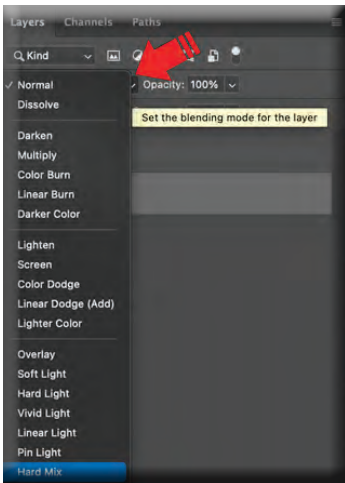 Layers Channels Paths
Kind
Normal Opacity: 100%
Dissolve
Set the blending mode for the layer
Darken
Multiply
Color Burn
Linear Burn
Darker Color
Lighten
Screen
Color Dodge
Linear Dodge (Add)
Lighter Color
Overlay
Soft Light
Hard Light
Vivid Light
Linear Light
Pin Light
Hard Mix